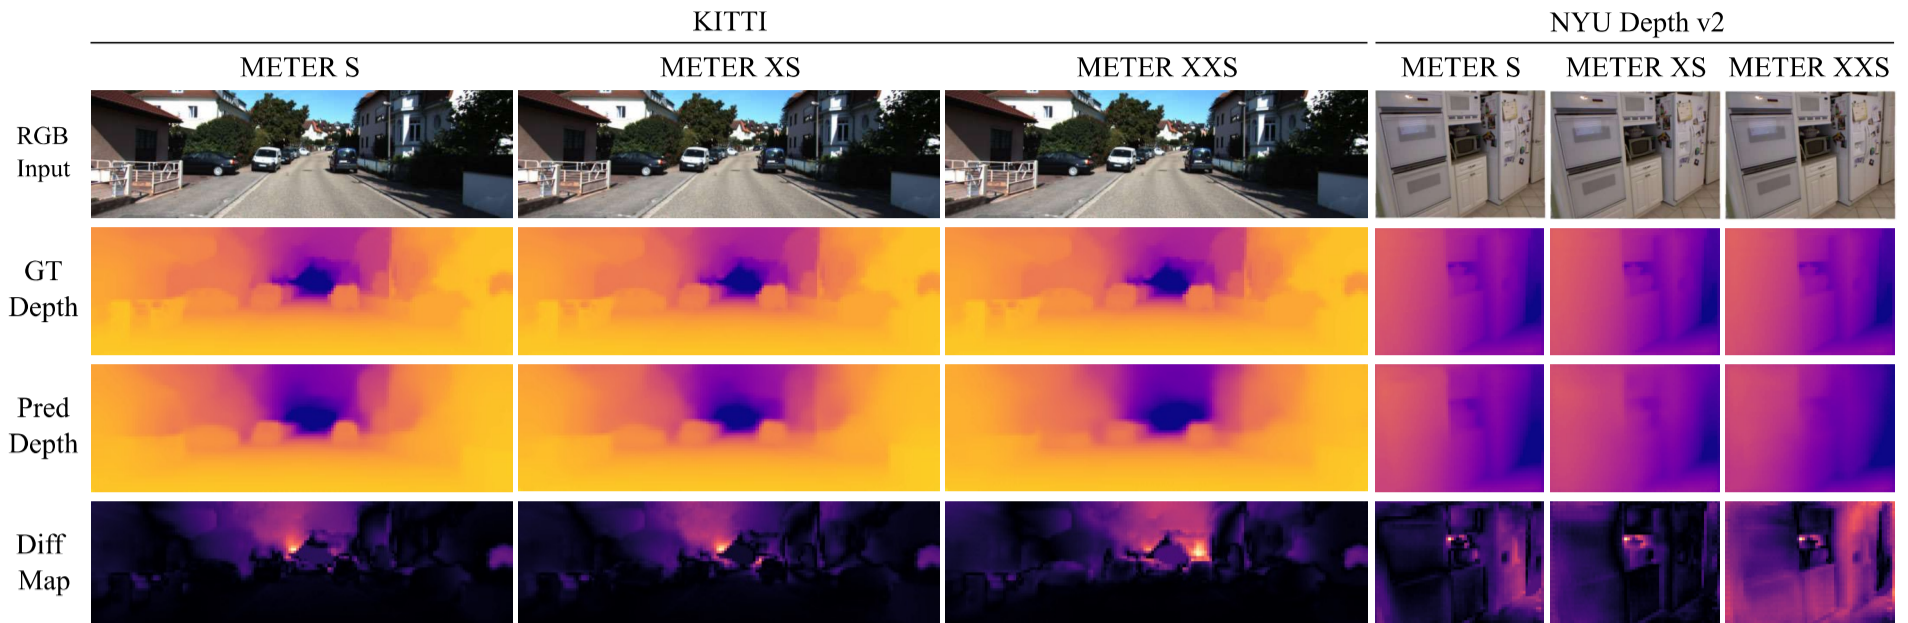 KITTI
NYU Depth v2
METER S
METER XS
METER XXS
METER S
METER XS
METER XXS
RGB
Input
GT
Depth
Pred
Depth
Diff
Map